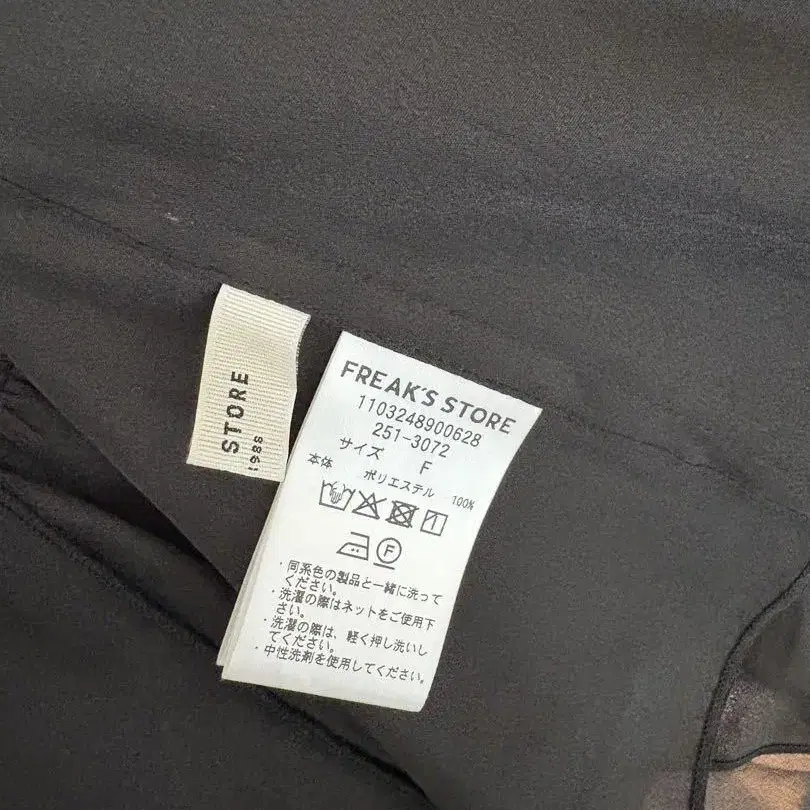 STORE
1988
FREAK'S STORE
1103248900628
251-3072
サイズ F
本体 ポリエステル 100%
F
・同系色の製品と一緒に洗って
ください。
・洗濯の際はネットをご使用下
さい。
・洗濯の際は、軽く押し洗いし
てください。
・中性洗剤を使用してください。